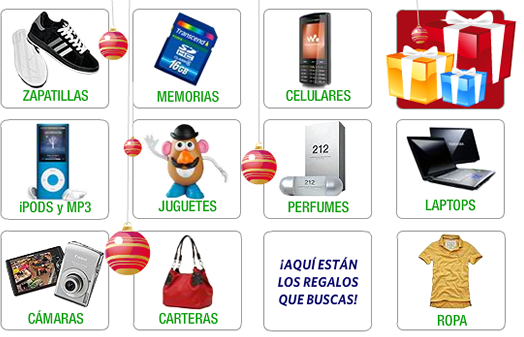 Transcend
16GB
ZAPATILLAS
MEMORIAS
CELULARES
212
212
iPODS y MP3
JUGUETES
PERFUMES
LAPTOPS
Canon
¡AQUÍ ESTÁN
LOS REGALOS
QUE BUSCAS!
CÁMARAS
CARTERAS
ROPA